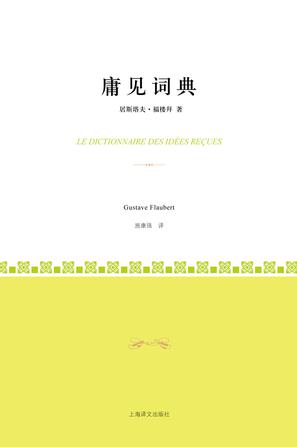 庸见词典
居斯塔夫·福楼拜 著
LE DICTIONNAIRE DES IDÉES REÇUES
Gustave Flaubert
施康强 译
上海译文出版社